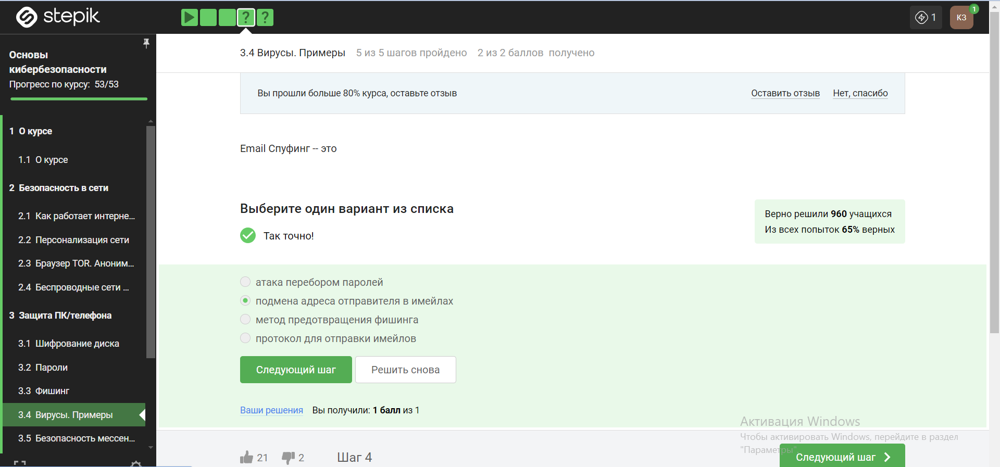 stepik
? ?
1
КЗ
1
Основы
кибербезопасности
Прогресс по курсу: 53/53
1 О курсе
1.1 О курсе
2 Безопасность в сети
2.1 Как работает интерне...
2.2 Персонализация сети
2.3 Браузер TOR. Аноним...
2.4 Беспроводные сети ...
3 Защита ПК/телефона
3.1 Шифрование диска
3.2 Пароли
3.3 Фишинг
3.4 Вирусы. Примеры
3.5 Безопасность мессен...
3.4 Вирусы. Примеры 5 из 5 шагов пройдено 2 из 2 баллов получено
Вы прошли больше 80% курса, оставьте отзыв Оставить отзыв Нет, спасибо
Email Спуфинг -- это
Выберите один вариант из списка
Так точно!
Верно решили 960 учащихся
Из всех попыток 65% верных
атака перебором паролей
подмена адреса отправителя в имейлах
метод предотвращения фишинга
протокол для отправки имейлов
Следующий шаг Решить снова
Ваши решения Вы получили: 1 балл из 1
Активация Windows
Чтобы активировать Windows, перейдите в раздел
"Параметры".
21 2 Шаг 4
Следующий шаг